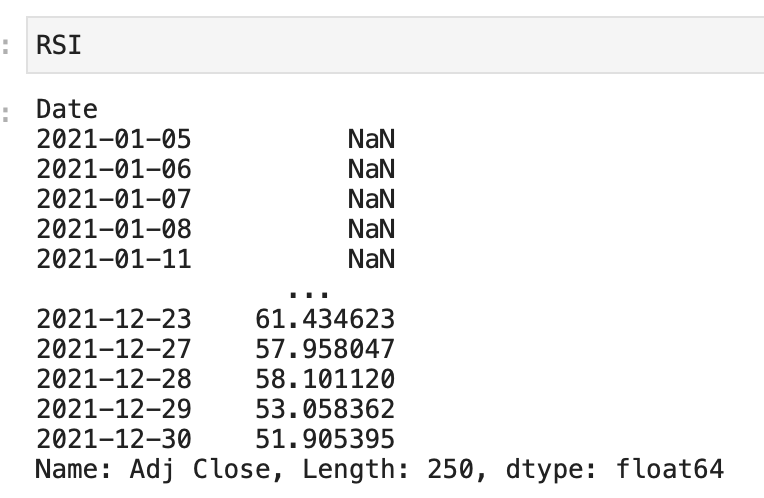 : RSI
: Date
2021-01-05 NaN
2021-01-06 NaN
2021-01-07 NaN
2021-01-08 NaN
2021-01-11 NaN
...
2021-12-23 61.434623
2021-12-27 57.958047
2021-12-28 58.101120
2021-12-29 53.058362
2021-12-30 51.905395
Name: Adj Close, Length: 250, dtype: float64